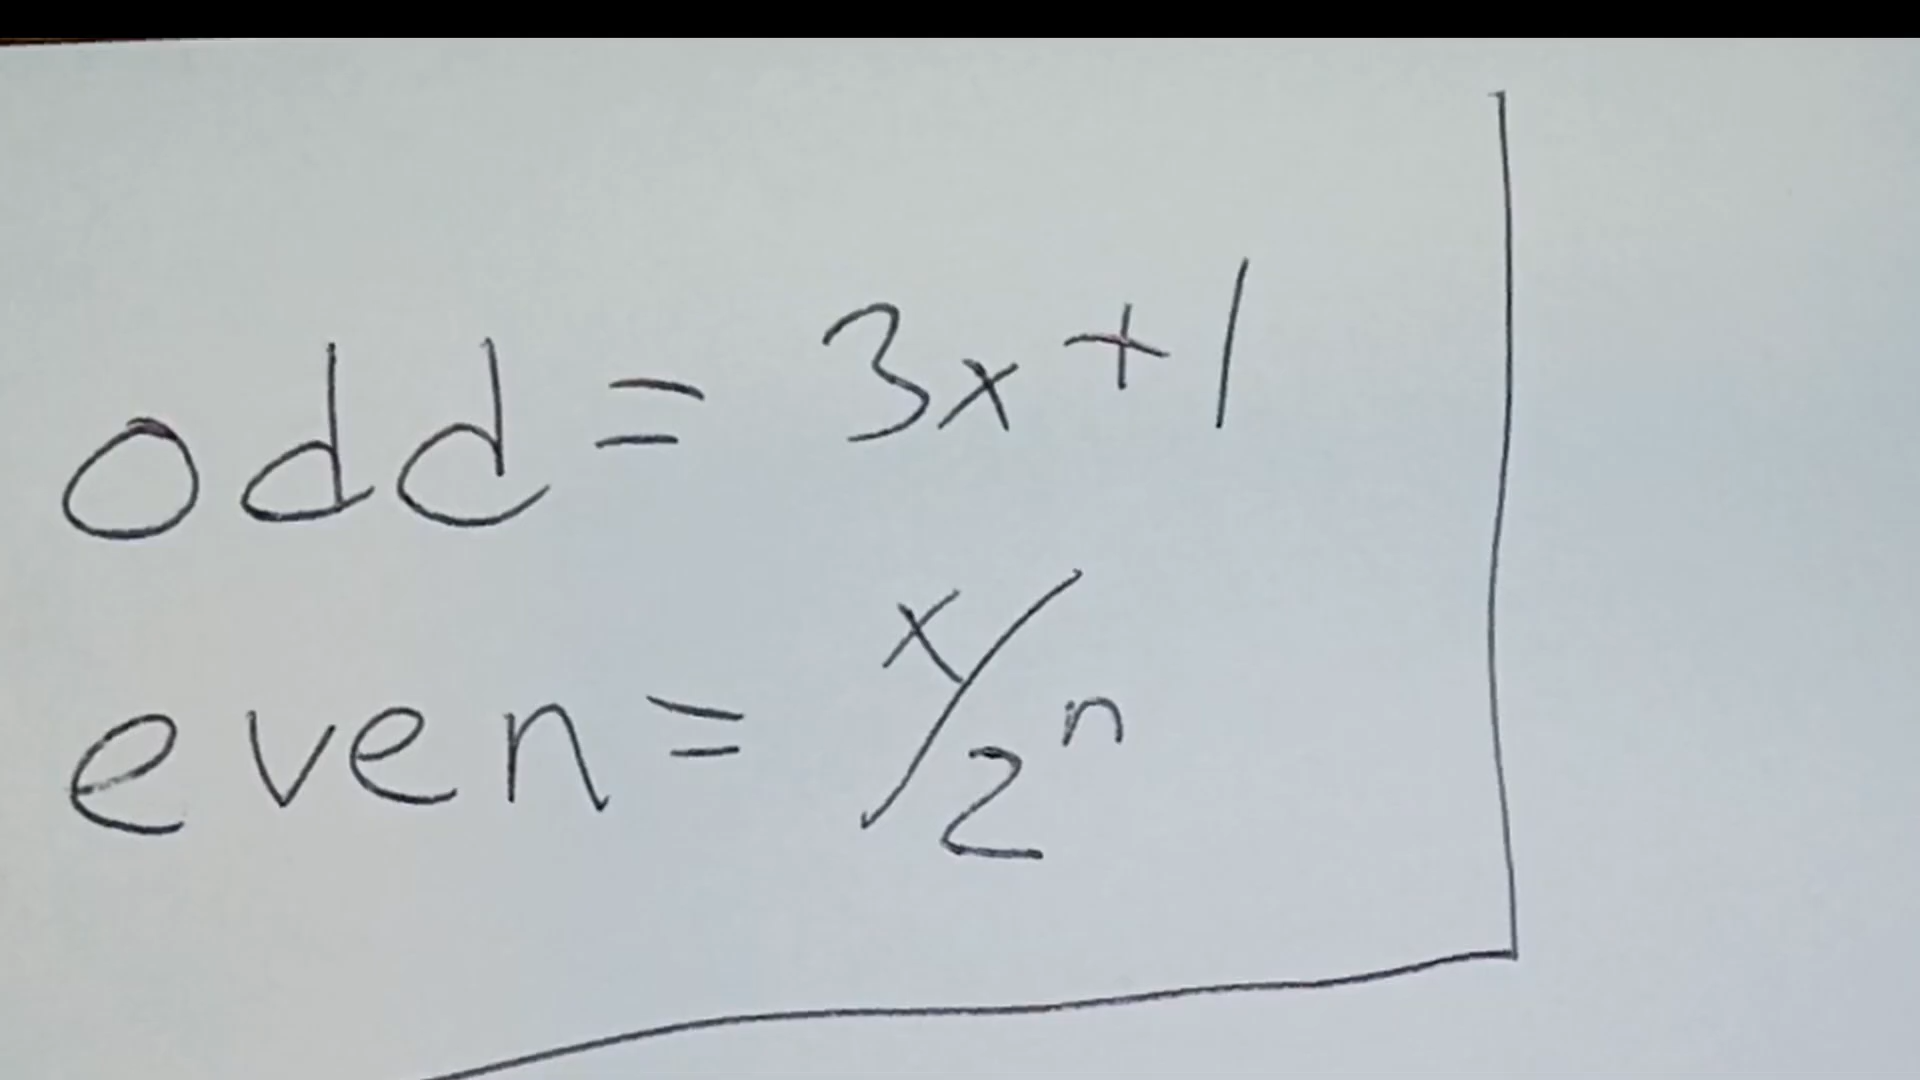 odd = 3x + 1
even = x/2ⁿ